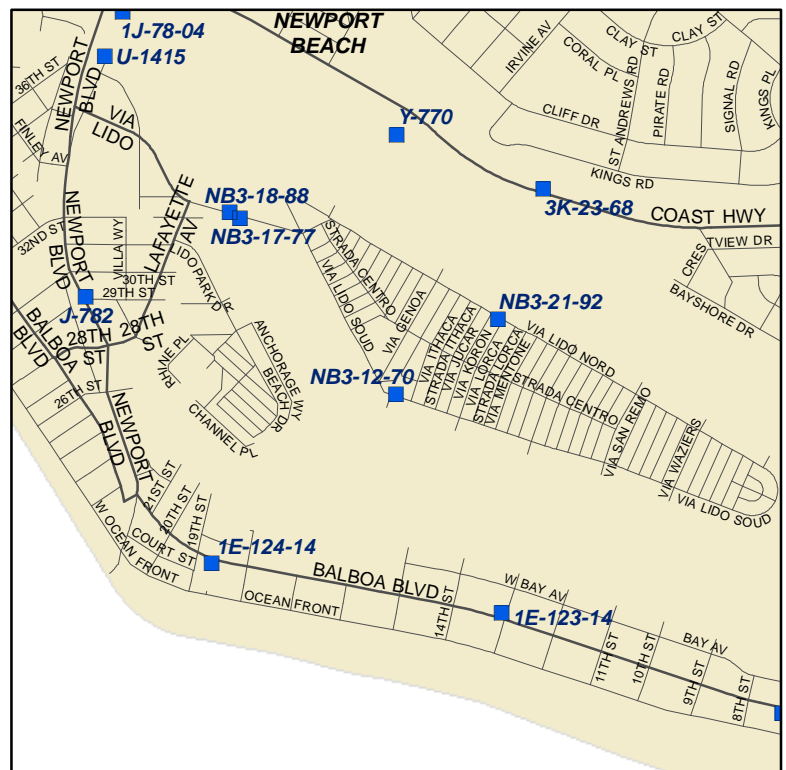 1J-78-04
NEWPORT
BEACH
CLAY ST
CLAY ST
IRVINE AV
CORAL PL
36TH ST
U-1415
NEWPORT
BLVD
ST ANDREWS RD
PIRATE RD
SIGNAL RD
KINGS PL
CLIFF DR
VIA
LIDO
Y-770
FINLEY AV
KINGS RD
NB3-18-88
3K-23-68
COAST HWY
NB3-17-77
32ND ST
NEWPORT
BLVD
VILLA WY
LAFAYETTE
AV
LIDO PARK DR
STRADA CENTRO
VIA LIDO SOUD
TVIEW DR
CRES
BAYSHORE DR
30TH ST
29TH ST
J-782
VIA GENOA
NB3-21-92
BALBOA
BLVD
28TH
ST
28TH
ST
VIA ITHACA
STRADA ITHACA
VIA JUCAR
VIA KORON
VIA LORCA
STRADA LORCA
VIA MENTONE
VIA LIDO NORD
ANCHORAGE WY
BEACH DR
NB3-12-70
STRADA CENTRO
26TH ST
CHANNEL PL
NEWPORT
BLVD
VIA SAN REMO
VIA WAZIERS
VIA LIDO SOUD
21ST ST
20TH ST
19TH ST
COURT ST
W OCEAN FRONT
1E-124-14
BALBOA BLVD
OCEAN FRONT
W BAY AV
14TH ST
1E-123-14
BAY AV
11TH ST
10TH ST
9TH ST
8TH ST